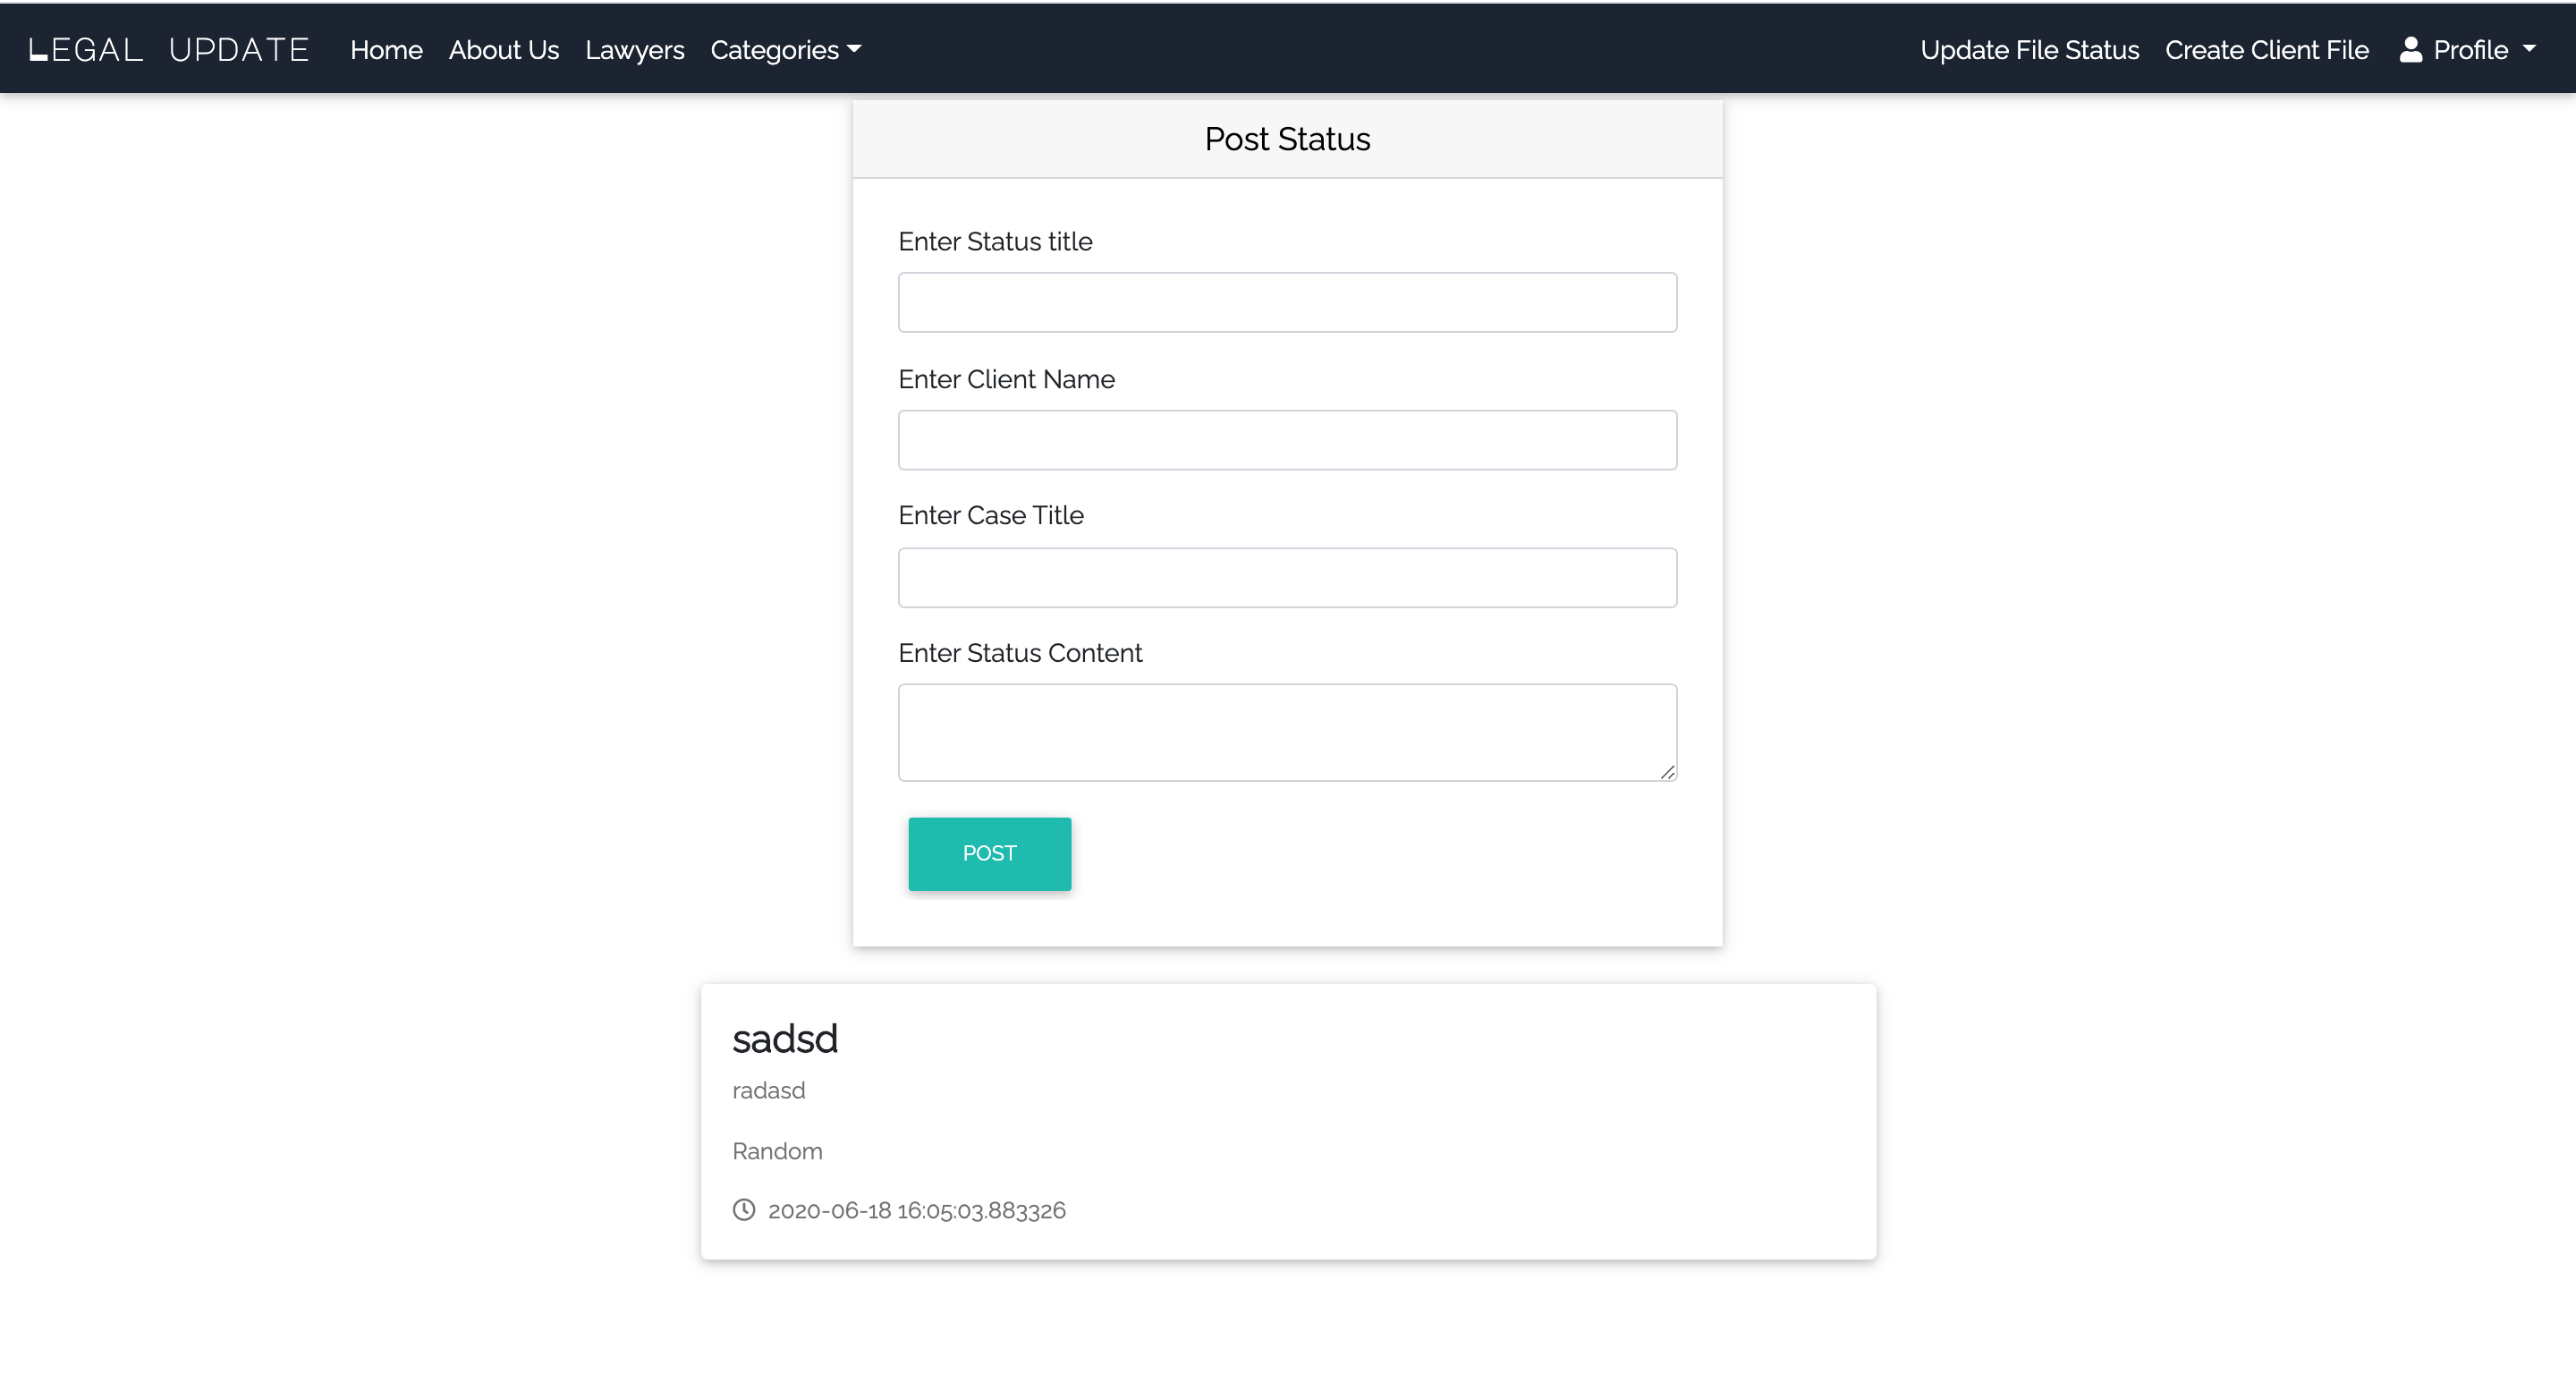 LEGAL UPDATE Home About Us Lawyers Categories Update File Status Create Client File Profile
Post Status
Enter Status title
Enter Client Name
Enter Case Title
Enter Status Content
POST
sadsd
radasd
Random
2020-06-18 16:05:03.883326